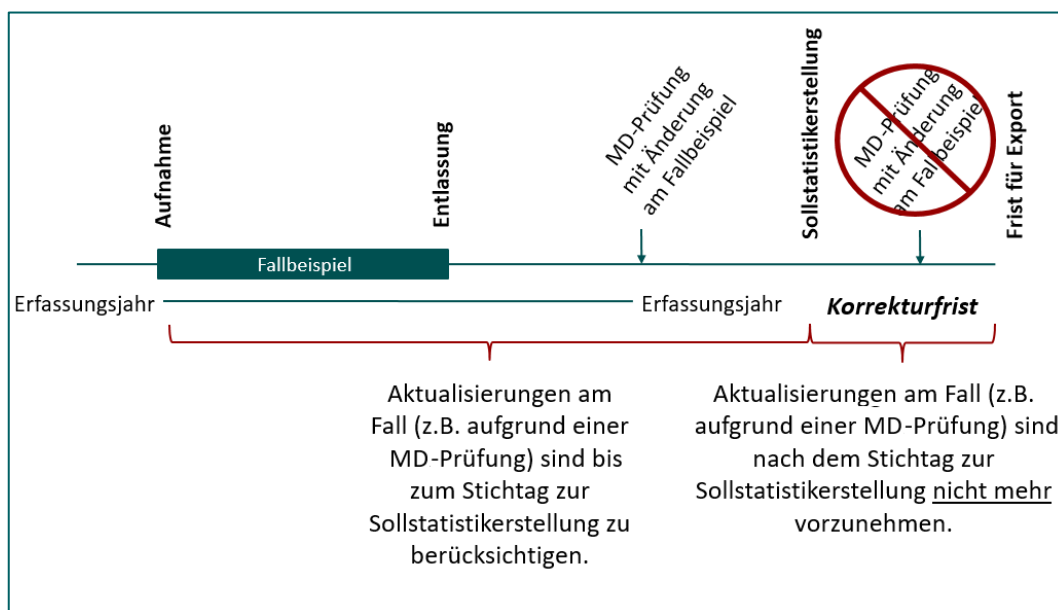 Aufnahme
Entlassung
MD-Prüfung
mit Änderung
am Fallbeispiel
Sollstatistikerstellung
MD-Prüfung
mit Änderung
am Fallbeispiel
Frist für Export
Fallbeispiel
Erfassungsjahr
Erfassungsjahr
Korrekturfrist
Aktualisierungen am
Fall (z.B. aufgrund einer
MD-Prüfung) sind bis
zum Stichtag zur
Sollstatistikerstellung zu
berücksichtigen.
Aktualisierungen am Fall (z.B.
aufgrund einer MD-Prüfung) sind
nach dem Stichtag zur
Sollstatistikerstellung nicht mehr
vorzunehmen.